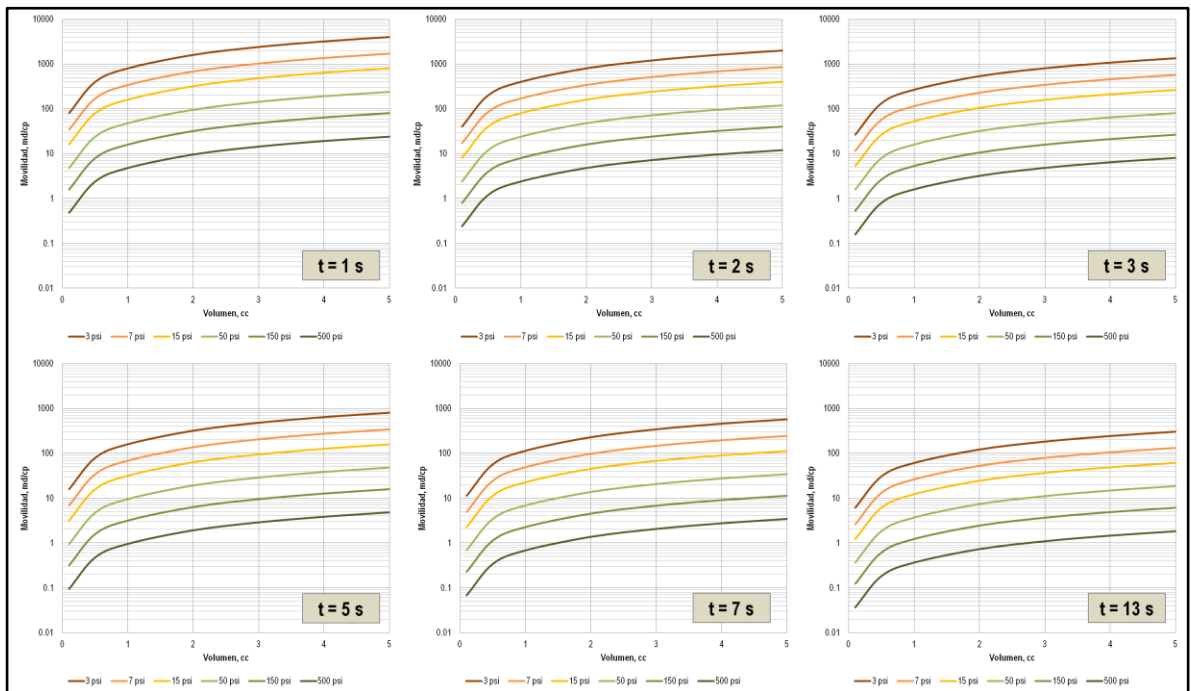 10000
1000
100
10
1
0.1
0.01
Movilidad, md/cp
t = 1 s
0 1 2 3 4 5
Volumen, cc
3 psi 7 psi 15 psi 50 psi 150 psi 500 psi
10000
1000
100
10
1
0.1
0.01
Movilidad, md/cp
t = 2 s
0 1 2 3 4 5
Volumen, cc
3 psi 7 psi 15 psi 50 psi 150 psi 500 psi
10000
1000
100
10
1
0.1
0.01
Movilidad, md/cp
t = 3 s
0 1 2 3 4 5
Volumen, cc
3 psi 7 psi 15 psi 50 psi 150 psi 500 psi
10000
1000
100
10
1
0.1
0.01
Movilidad, md/cp
t = 5 s
0 1 2 3 4 5
Volumen, cc
3 psi 7 psi 15 psi 50 psi 150 psi 500 psi
10000
1000
100
10
1
0.1
0.01
Movilidad, md/cp
t = 7 s
0 1 2 3 4 5
Volumen, cc
3 psi 7 psi 15 psi 50 psi 150 psi 500 psi
10000
1000
100
10
1
0.1
0.01
Movilidad, md/cp
t = 13 s
0 1 2 3 4 5
Volumen, cc
3 psi 7 psi 15 psi 50 psi 150 psi 500 psi